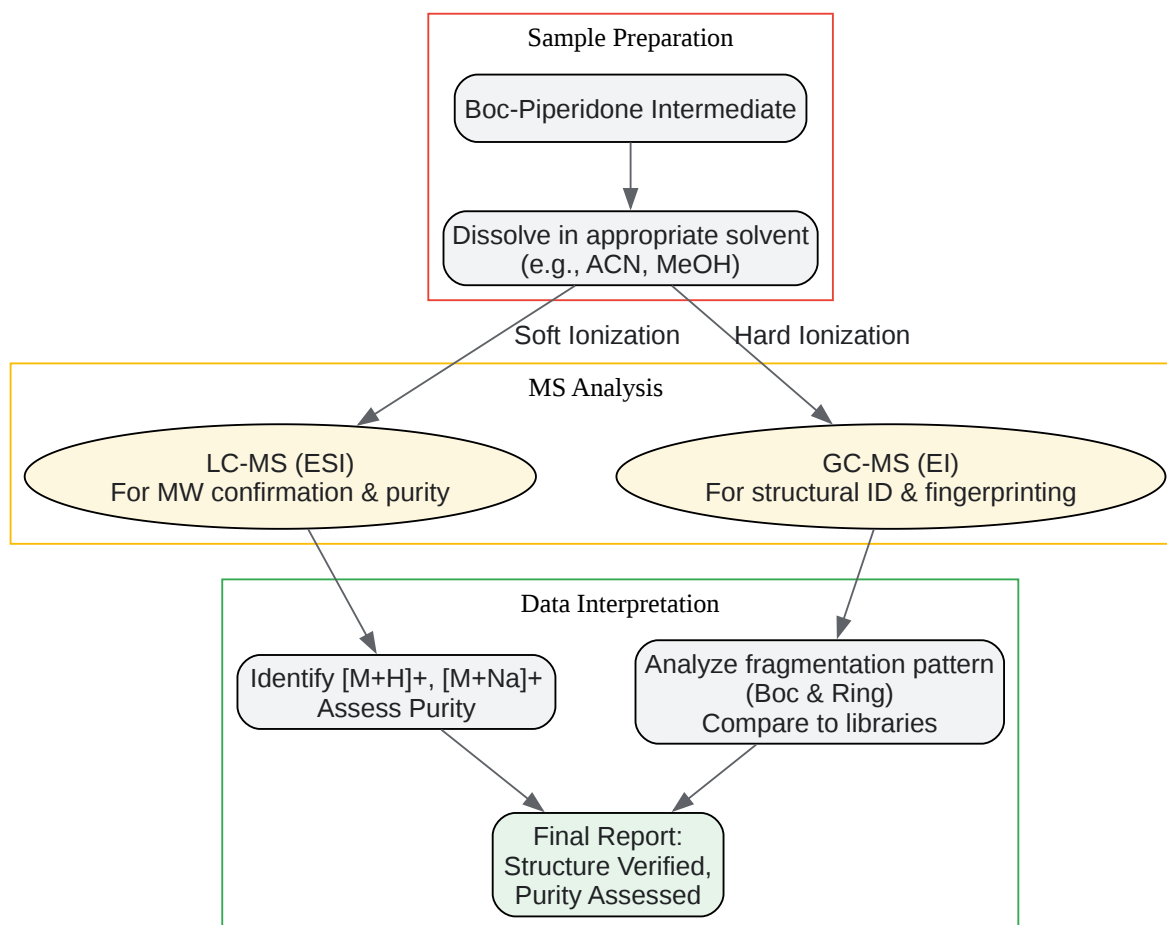 Sample Preparation
Boc-Piperidone Intermediate
Dissolve in appropriate solvent
(e.g., ACN, MeOH)
Soft Ionization
Hard Ionization
MS Analysis
LC-MS (ESI)
For MW confirmation & purity
GC-MS (EI)
For structural ID & fingerprinting
Data Interpretation
Identify [M+H]+, [M+Na]+
Assess Purity
Analyze fragmentation pattern
(Boc & Ring)
Compare to libraries
Final Report:
Structure Verified,
Purity Assessed